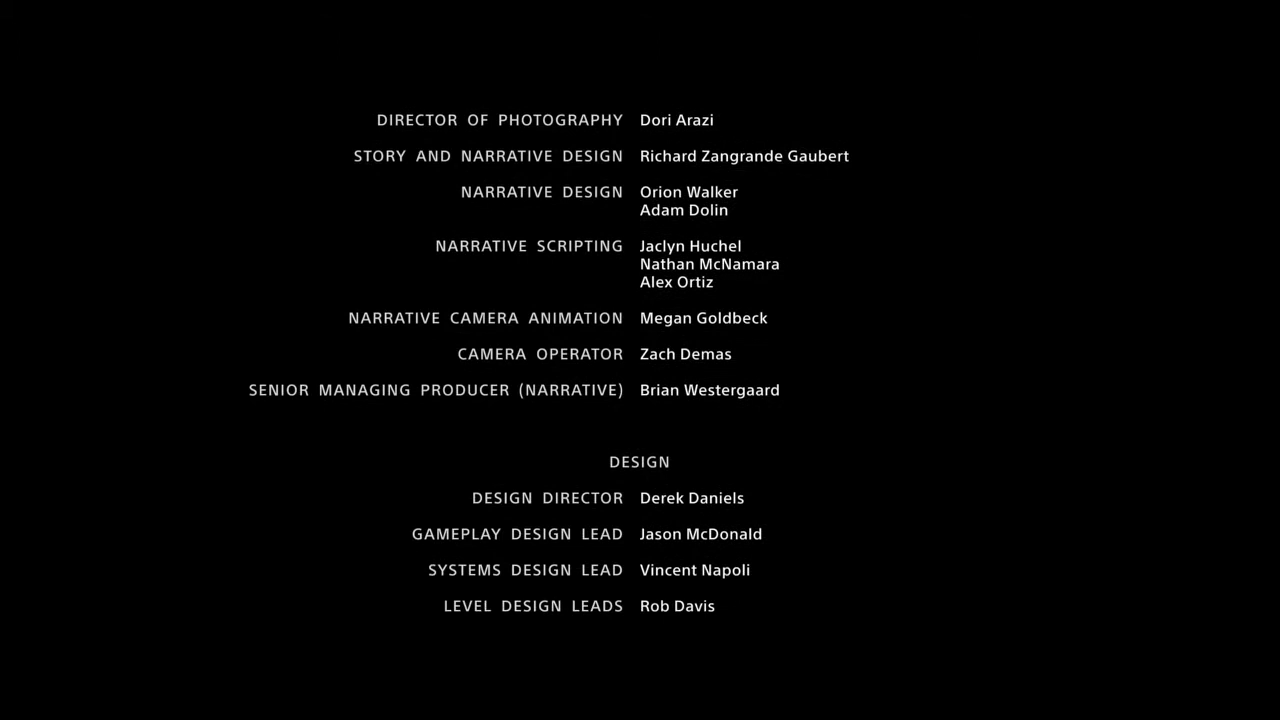 DIRECTOR OF PHOTOGRAPHY Dori Arazi
STORY AND NARRATIVE DESIGN Richard Zangrande Gaubert
NARRATIVE DESIGN Orion Walker
Adam Dolin
NARRATIVE SCRIPTING Jaclyn Huchel
Nathan McNamara
Alex Ortiz
NARRATIVE CAMERA ANIMATION Megan Goldbeck
CAMERA OPERATOR Zach Demas
SENIOR MANAGING PRODUCER (NARRATIVE) Brian Westergaard
DESIGN
DESIGN DIRECTOR Derek Daniels
GAMEPLAY DESIGN LEAD Jason McDonald
SYSTEMS DESIGN LEAD Vincent Napoli
LEVEL DESIGN LEADS Rob Davis